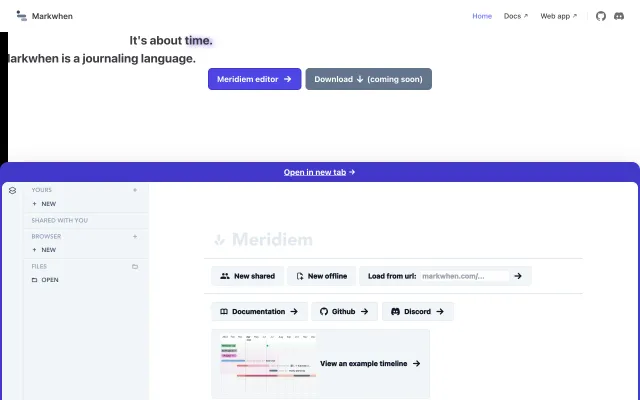 Markwhen
Home Docs ↗ Web app ↗
It's about time.
arkwhen is a journaling language.
Meridiem editor →
Download ↓ (coming soon)
Open in new tab →
YOURS +
+ NEW
SHARED WITH YOU
BROWSER +
+ NEW
FILES
OPEN
Meridiem
New shared
New offline
Load from url: markwhen.com/... →
Documentation →
Github →
Discord →
View an example timeline →